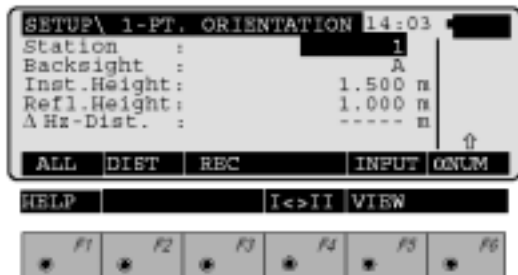 SETUP\ 1-PT. ORIENTATION 14:03
Station : 1
Backsight : A
Inst.Height: 1.500 m
Refl.Height: 1.000 m
Δ Hz-Dist. : ----- m
ALL DIST REC INPUT αNUM
HELP I<>II VIEW
F1 F2 F3 F4 F5 F6